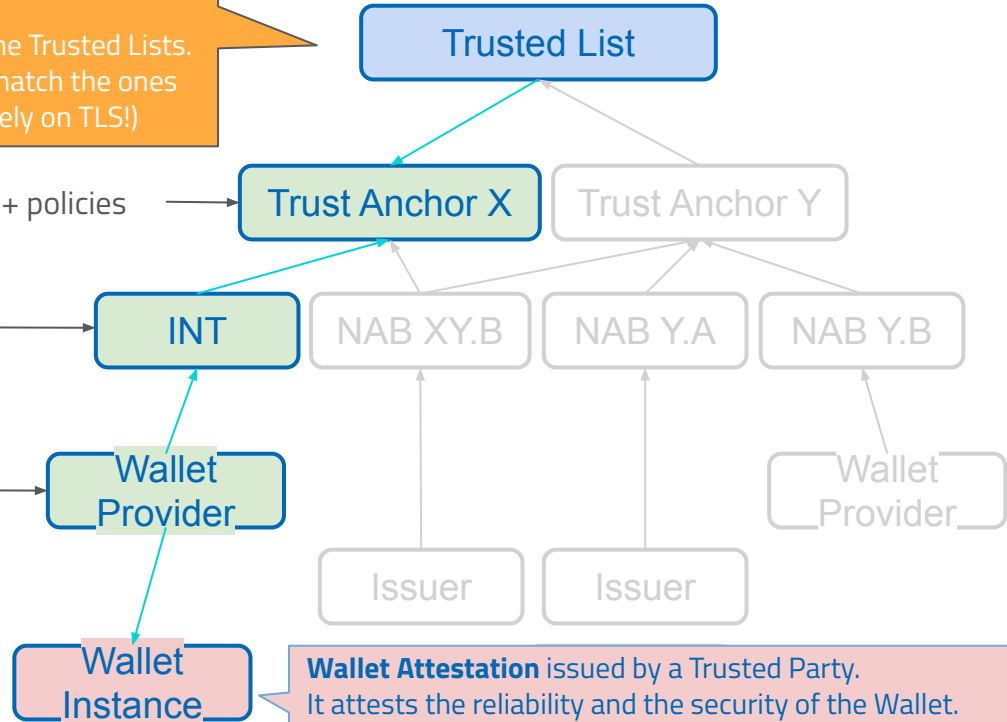 ne Trusted Lists.
natch the ones
ely on TLS!)
Trusted List
+ policies
Trust Anchor X
Trust Anchor Y
INT
NAB XY.B
NAB Y.A
NAB Y.B
Wallet
Provider
Wallet
Provider
Issuer
Issuer
Wallet
Instance
Wallet Attestation issued by a Trusted Party.
It attests the reliability and the security of the Wallet.